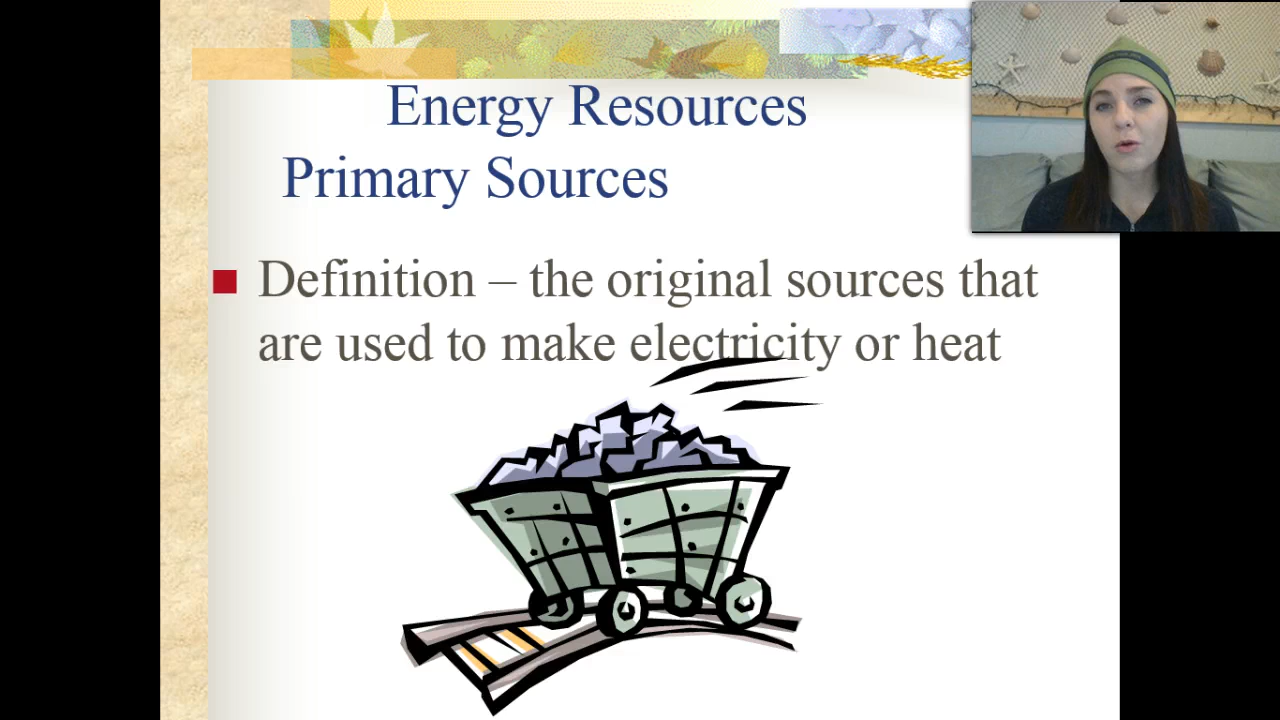 Energy Resources
Primary Sources
Definition – the original sources that
are used to make electricity or heat